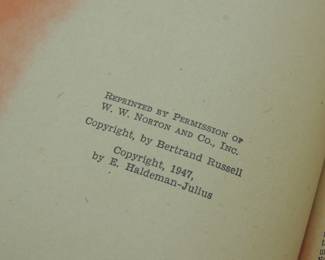 Reprinted by Permission of
W. W. Norton and Co., Inc.
Copyright, by Bertrand Russell
Copyright, 1947,
by E. Haldeman-Julius